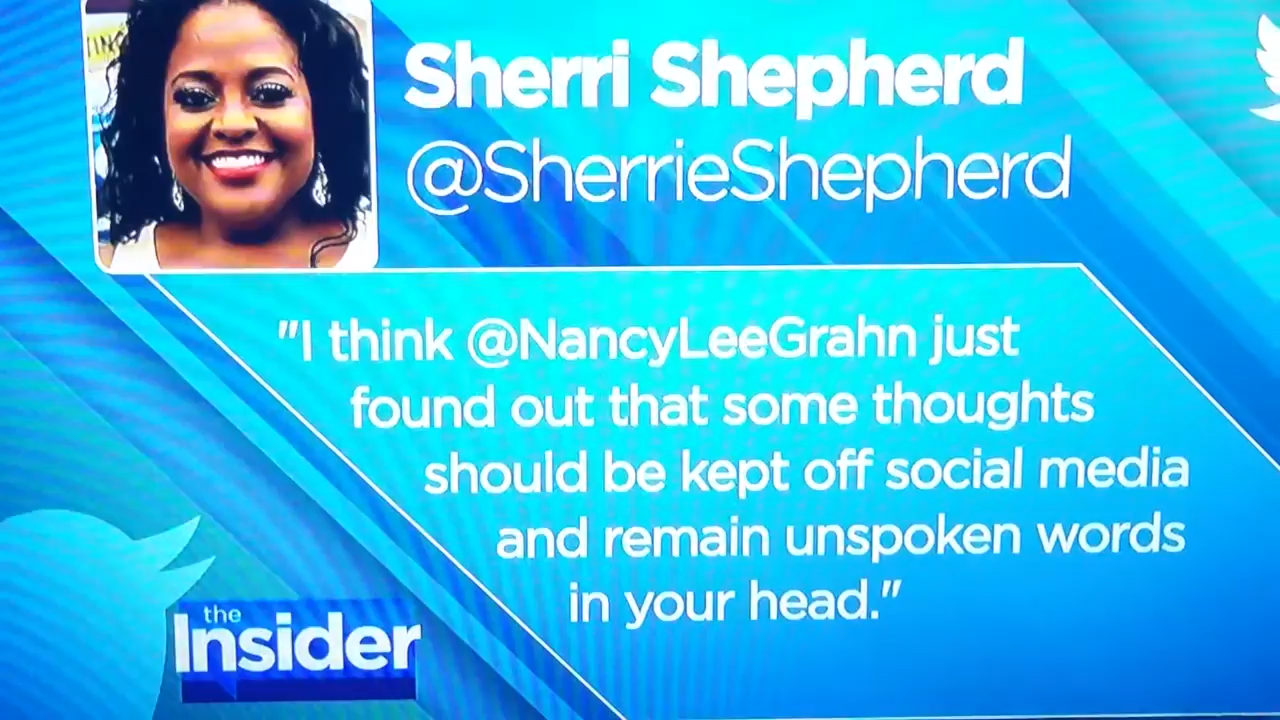 Sherri Shepherd
@SherrieShepherd
"I think @NancyLeeGrahn just
found out that some thoughts
should be kept off social media
and remain unspoken words
in your head."
the
Insider